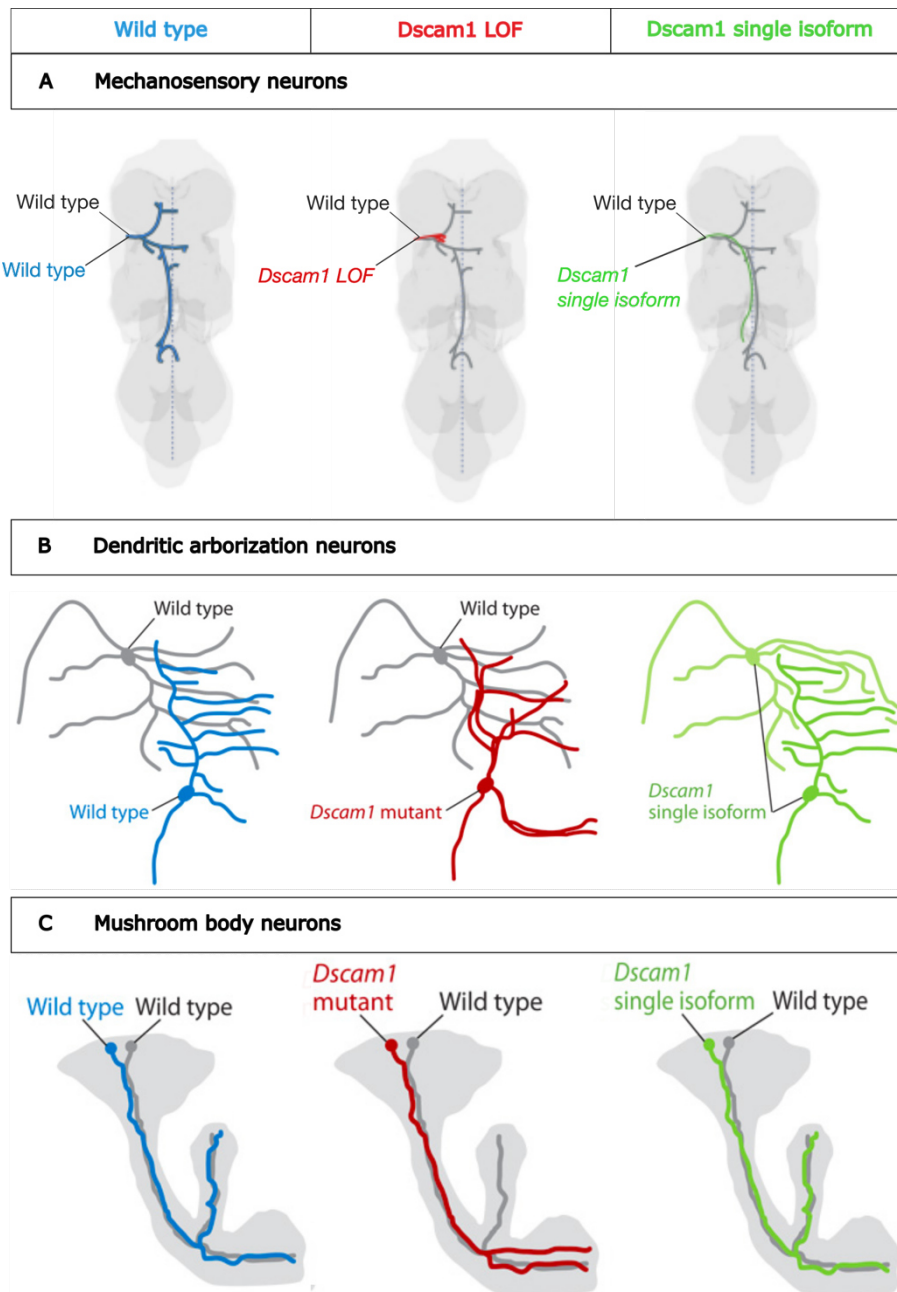 Wild type Dscam1 LOF Dscam1 single isoform
A Mechanosensory neurons
Wild type
Wild type
Wild type
Dscam1 LOF
Wild type
Dscam1
single isoform
B Dendritic arborization neurons
Wild type
Wild type
Wild type
Dscam1 mutant
Dscam1
single isoform
C Mushroom body neurons
Wild type Wild type
Dscam1
mutant Wild type
Dscam1
single isoform Wild type